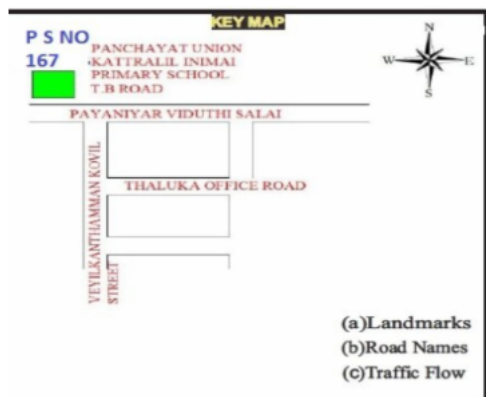 KEY MAP
P S NO
167
PANCHAYAT UNION
KATTRALIL INIMAI
PRIMARY SCHOOL
T.B ROAD
N
W
E
S
PAYANIYAR VIDUTHI SALAI
THALUKA OFFICE ROAD
VEYILKANTHAMMAN KOVIL
STREET
(a)Landmarks
(b)Road Names
(c)Traffic Flow